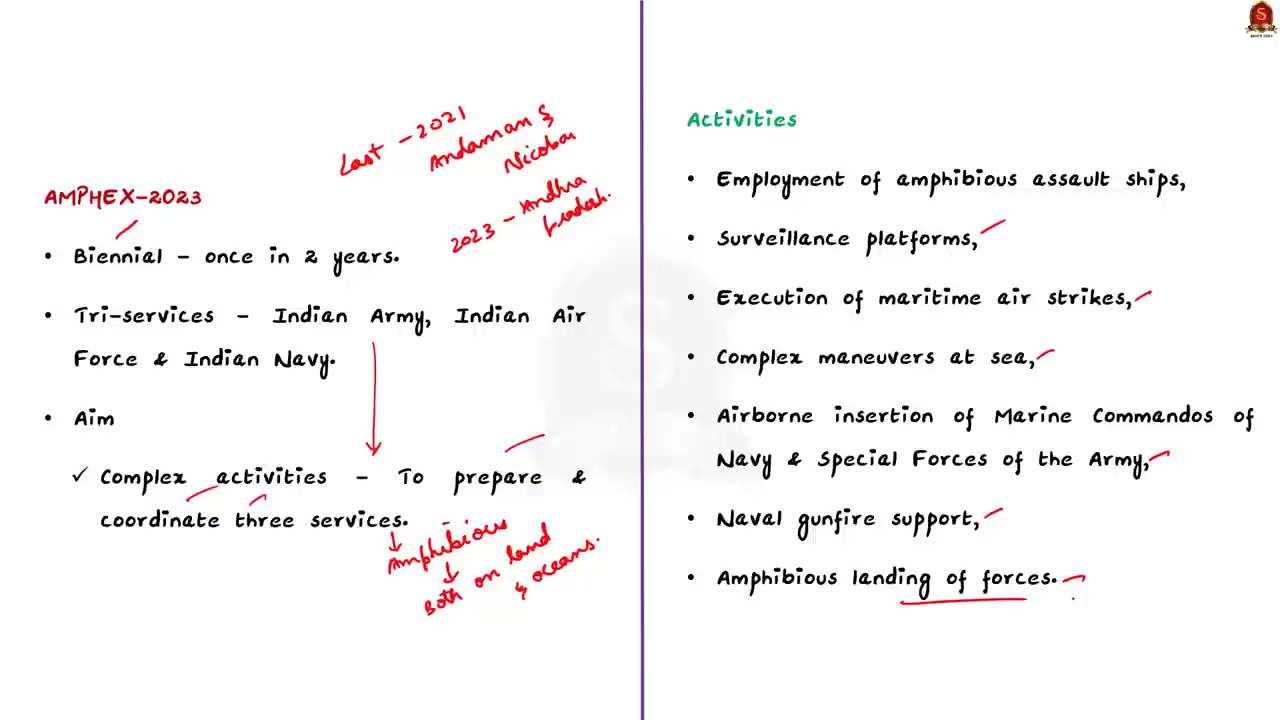 AMPHEX-2023
Last - 2021
Andaman &
Nicobar
2023 - Andhra
Pradesh.
• Biennial - once in 2 years.
• Tri-services - Indian Army, Indian Air
Force & Indian Navy.
• Aim
✓ Complex activities - To prepare &
coordinate three services.
Amphibious
Both on land
& oceans.
Activities
• Employment of amphibious assault ships,
• Surveillance platforms,
• Execution of maritime air strikes,
• Complex maneuvers at sea,
• Airborne insertion of Marine Commandos of
Navy & Special Forces of the Army,
• Naval gunfire support,
• Amphibious landing of forces.
S